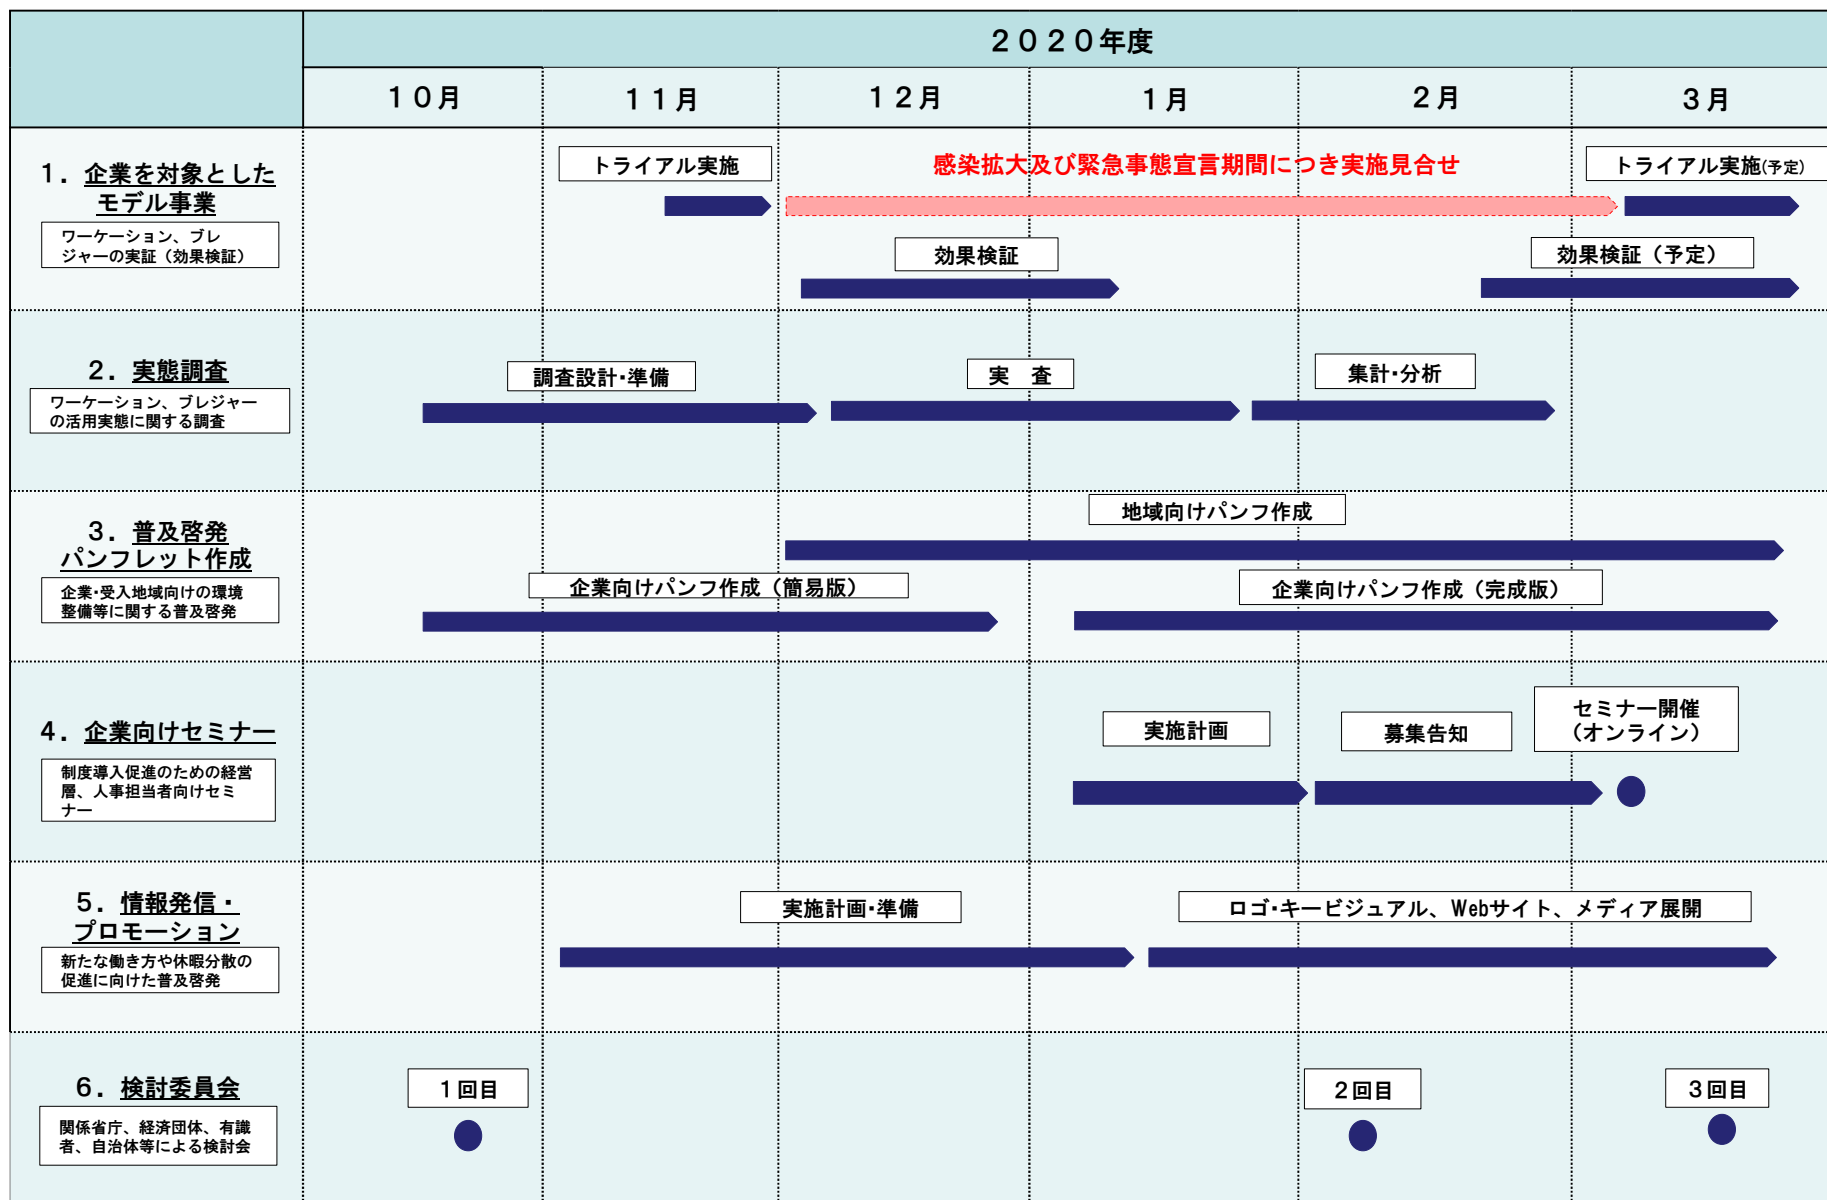 ２０２０年度
１０月
１１月
１２月
１月
２月
３月
１．企業を対象とした
モデル事業
ワーケーション、ブレ
ジャーの実証（効果検証）
トライアル実施
感染拡大及び緊急事態宣言期間につき実施見合せ
トライアル実施(予定)
効果検証
効果検証（予定）
２．実態調査
ワーケーション、ブレジャー
の活用実態に関する調査
調査設計・準備
実　査
集計・分析
３．普及啓発
パンフレット作成
企業・受入地域向けの環境
整備等に関する普及啓発
地域向けパンフ作成
企業向けパンフ作成（簡易版）
企業向けパンフ作成（完成版）
４．企業向けセミナー
制度導入促進のための経営
層、人事担当者向けセミ
ナー
実施計画
募集告知
セミナー開催
（オンライン）
５．情報発信・
プロモーション
新たな働き方や休暇分散の
促進に向けた普及啓発
実施計画・準備
ロゴ・キービジュアル、Webサイト、メディア展開
６．検討委員会
関係省庁、経済団体、有識
者、自治体等による検討会
１回目
２回目
３回目